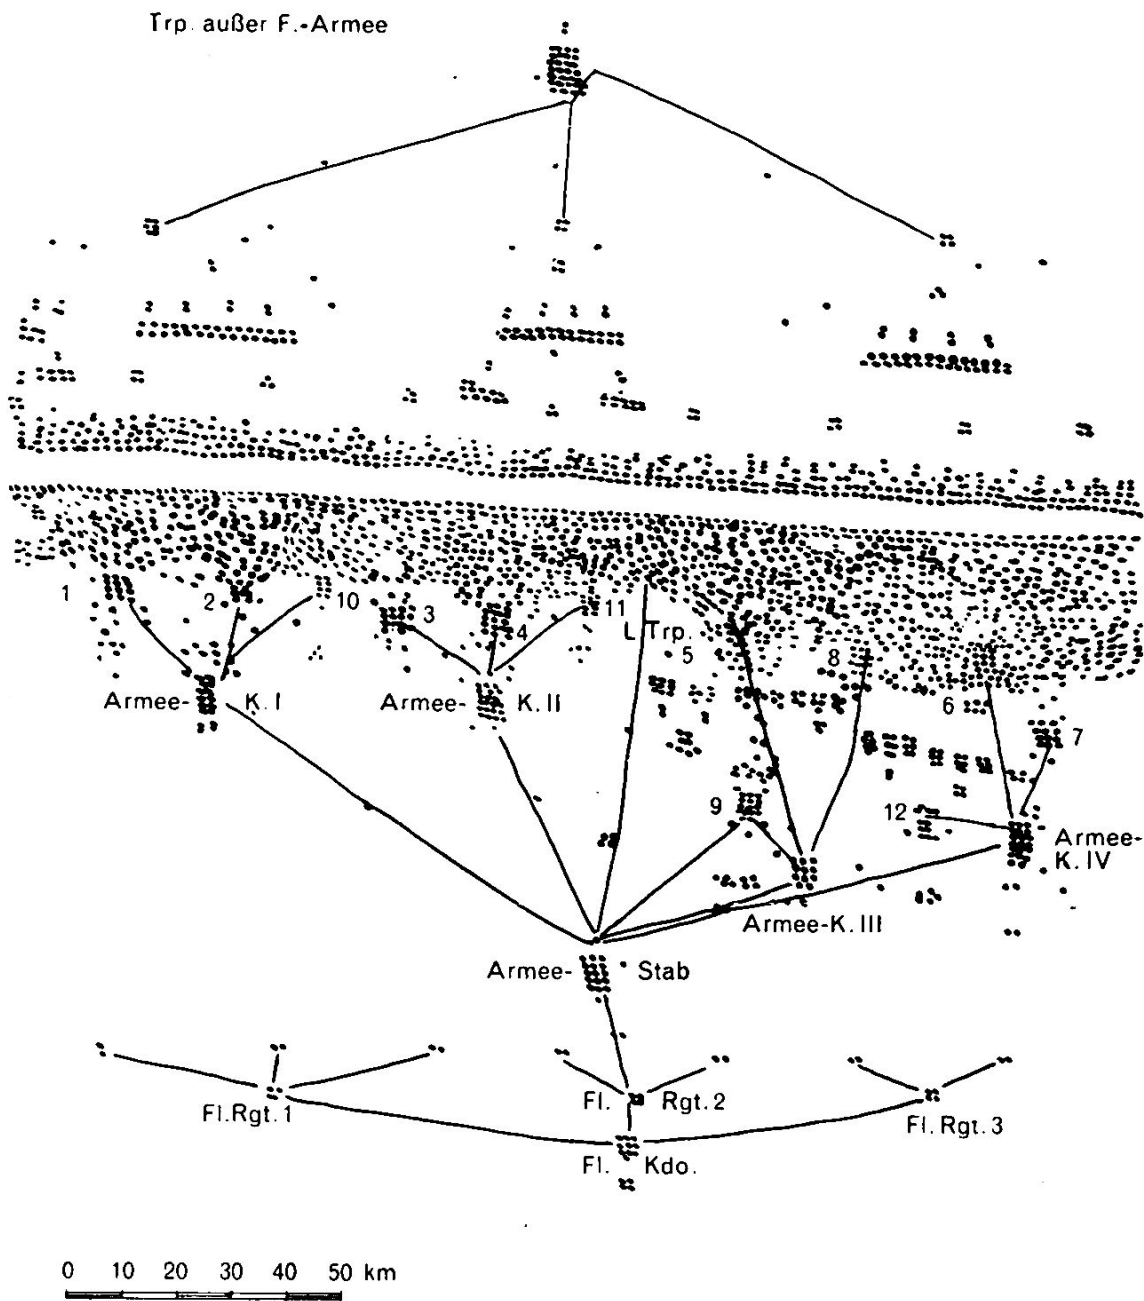 Trp. außer F.-Armee
1
2
10
3
4
11
L.Trp.
5
8
6
7
Armee- K. I
Armee- K. II
9
12
Armee-
K. IV
Armee-K. III
Armee- Stab
Fl.Rgt.1
Fl. Rgt.2
Fl.Rgt.3
Fl. Kdo.
0 10 20 30 40 50 km